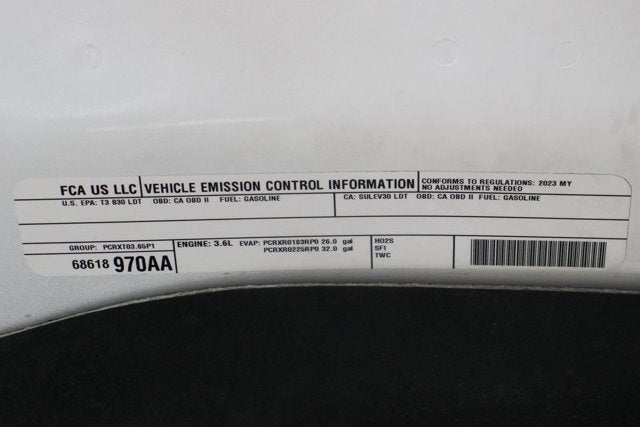 FCA US LLC VEHICLE EMISSION CONTROL INFORMATION CONFORMS TO REGULATIONS: 2023 MY
NO ADJUSTMENTS NEEDED
U.S. EPA: T3 B30 LDT OBD: CA OBD II FUEL: GASOLINE CA: SULEV30 LDT OBD: CA OBD II FUEL: GASOLINE
GROUP: PCRXT03.65P1
68618 970AA
ENGINE: 3.6L EVAP: PCRXR0183RP0 26.0 gal
PCRXR0225RP0 32.0 gal
HO2S
SFI
TWC